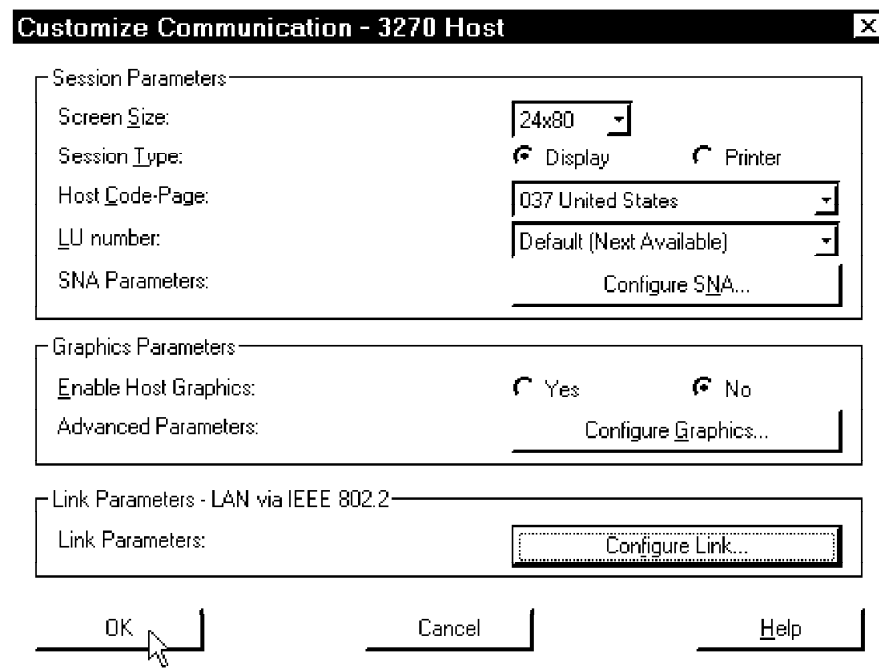 Customize Communication - 3270 Host
Session Parameters
Screen Size: 24x80
Session Type: Display Printer
Host Code-Page: 037 United States
LU number: Default (Next Available)
SNA Parameters: Configure SNA...
Graphics Parameters
Enable Host Graphics: Yes No
Advanced Parameters: Configure Graphics...
Link Parameters - LAN via IEEE 802.2
Link Parameters: Configure Link...
OK Cancel Help